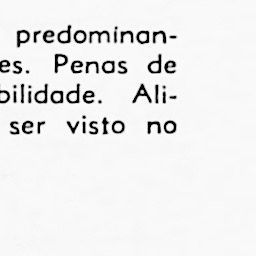 predominan-
es. Penas de
bilidade. Ali-
ser visto no